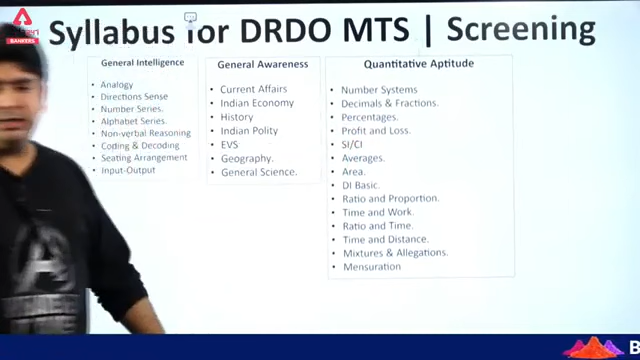 Syllabus for DRDO MTS | Screening
BANKERS
General Intelligence
• Analogy
• Directions Sense
• Number Series.
• Alphabet Series.
• Non-verbal Reasoning
• Coding & Decoding
• Seating Arrangement
• Input-Output
General Awareness
• Current Affairs
• Indian Economy
• History
• Indian Polity
• EVS
• Geography.
• General Science.
Quantitative Aptitude
• Number Systems
• Decimals & Fractions.
• Percentages.
• Profit and Loss.
• SI/CI
• Averages.
• Area.
• DI Basic.
• Ratio and Proportion.
• Time and Work.
• Ratio and Time.
• Time and Distance.
• Mixtures & Allegations.
• Mensuration
B